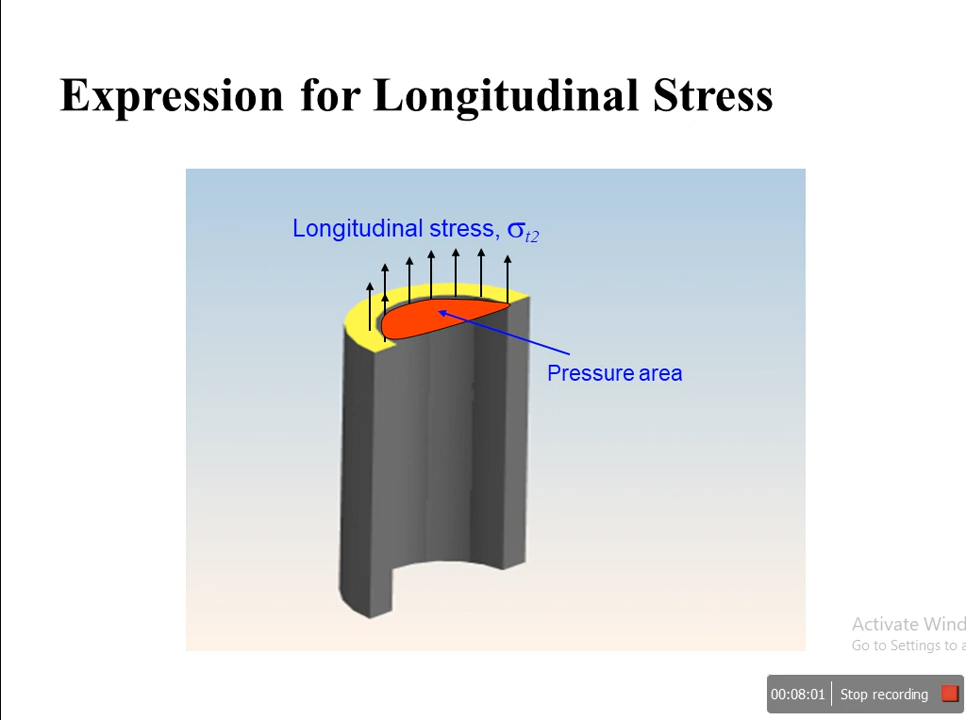 Expression for Longitudinal Stress
Longitudinal stress, σt2
Pressure area
Activate Wind
Go to Settings to a
00:08:01 Stop recording